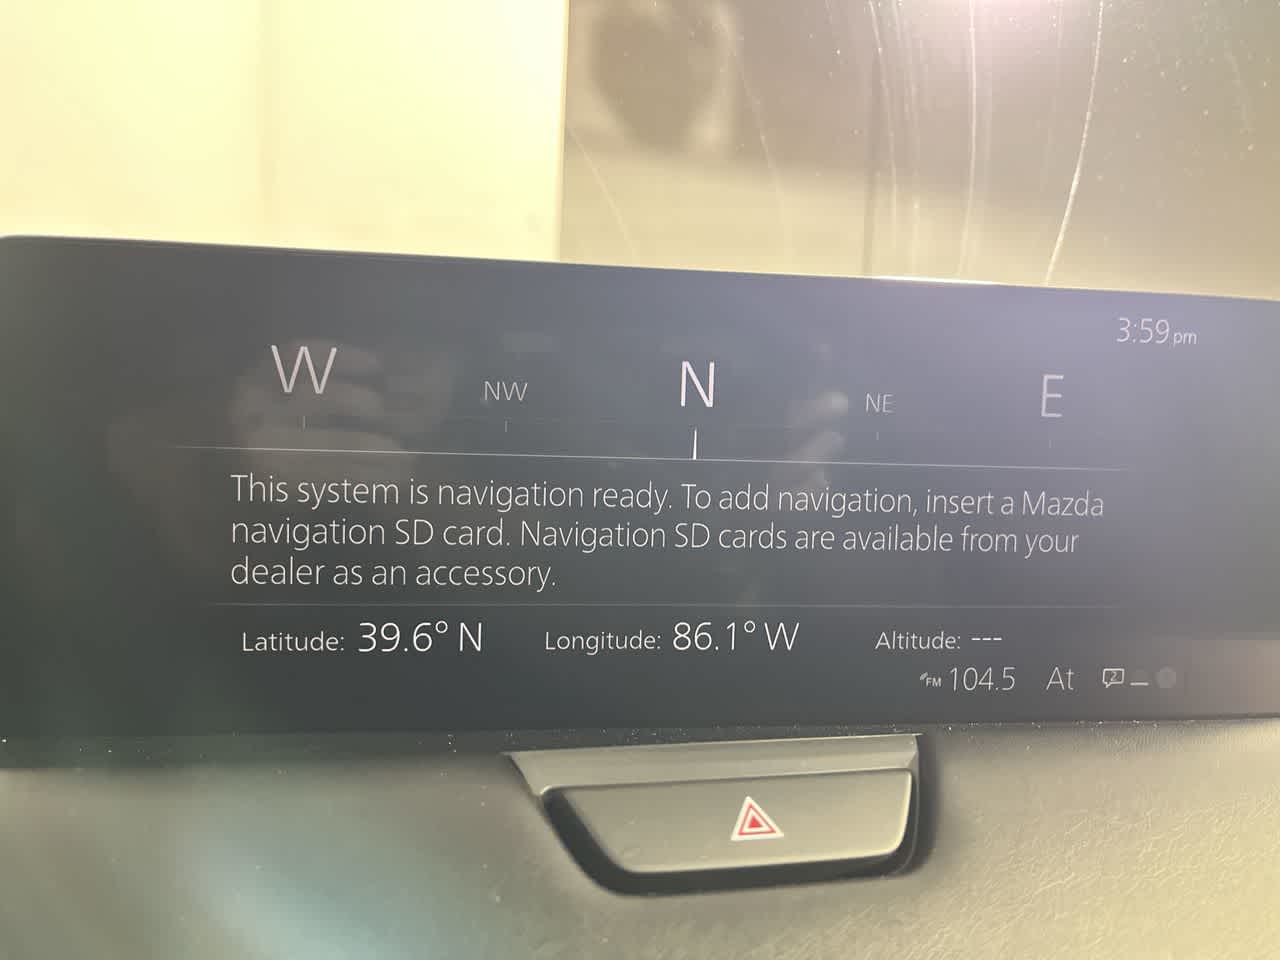 3:59 pm
W NW N NE E
This system is navigation ready. To add navigation, insert a Mazda
navigation SD card. Navigation SD cards are available from your
dealer as an accessory.
Latitude: 39.6° N Longitude: 86.1° W Altitude: ---
FM 104.5 At 2